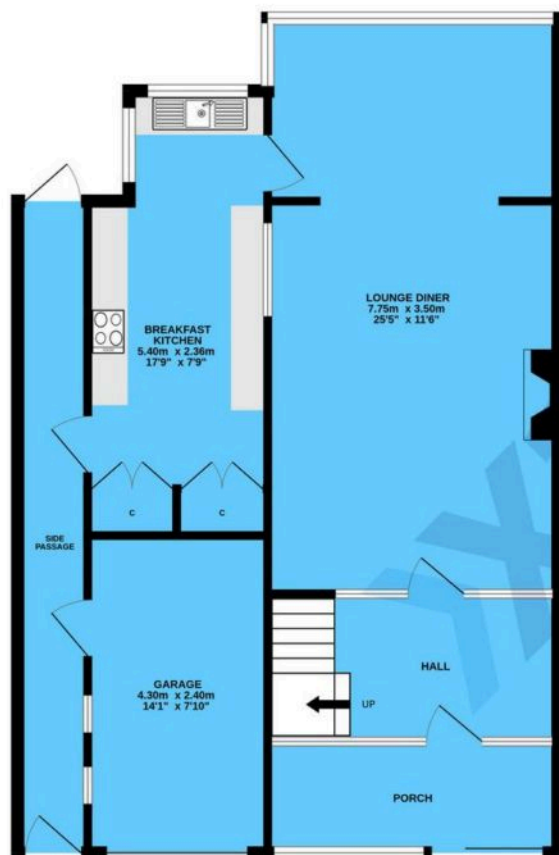 LOUNGE DINER
7.75m x 3.50m
25'5" x 11'6"
BREAKFAST
KITCHEN
5.40m x 2.36m
17'9" x 7'9"
C
C
SIDE
PASSAGE
GARAGE
4.30m x 2.40m
14'1" x 7'10"
HALL
UP
PORCH